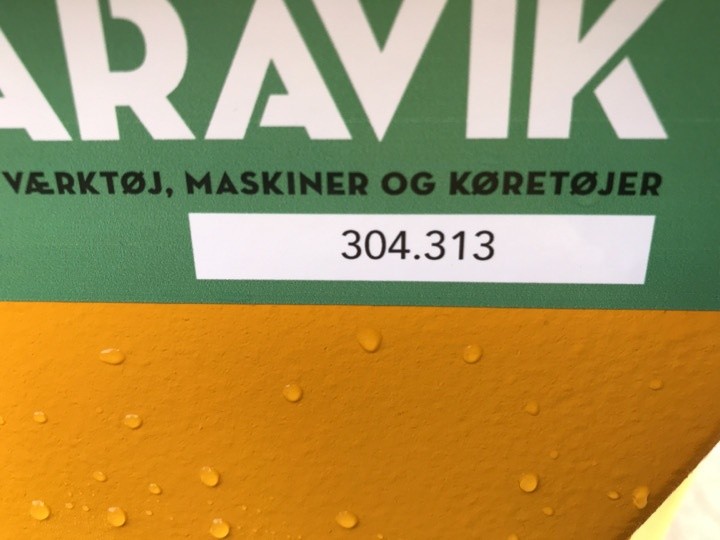 ARAVIK
VÆRKTØJ, MASKINER OG KØRETØJER
304.313